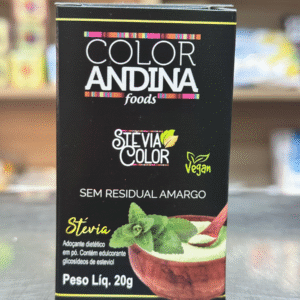 COLOR
ANDINA
foods
STEVIA
COLOR
Vegan
SEM RESIDUAL AMARGO
Stévia
Adoçante dietético
em pó. Contém edulcorante
glicosídeos de esteviol
Peso Líq. 20g